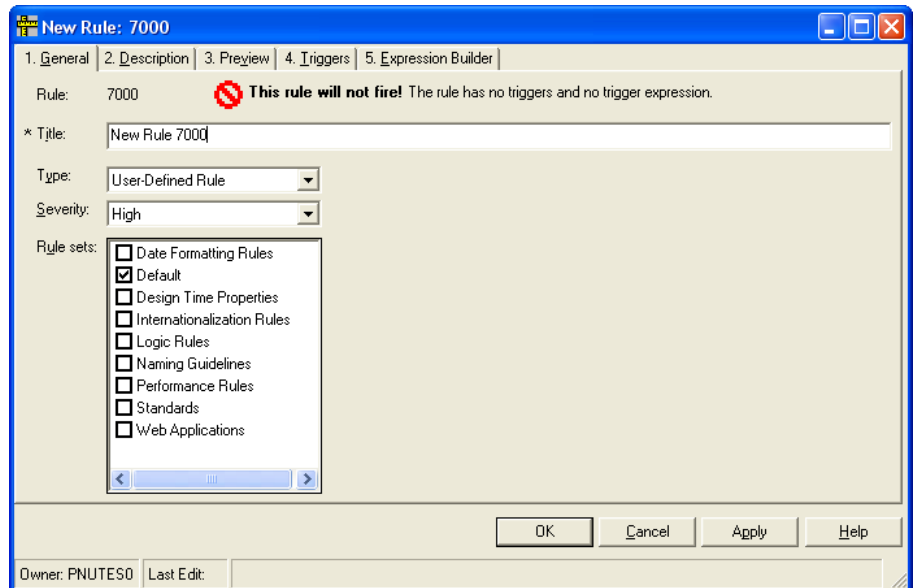 New Rule: 7000
1. General 2. Description 3. Preview 4. Triggers 5. Expression Builder
Rule: 7000 This rule will not fire! The rule has no triggers and no trigger expression.
* Title: New Rule 7000
Type: User-Defined Rule
Severity: High
Rule sets: Date Formatting Rules
Default
Design Time Properties
Internationalization Rules
Logic Rules
Naming Guidelines
Performance Rules
Standards
Web Applications
OK Cancel Apply Help
Owner: PNUTES0 Last Edit: